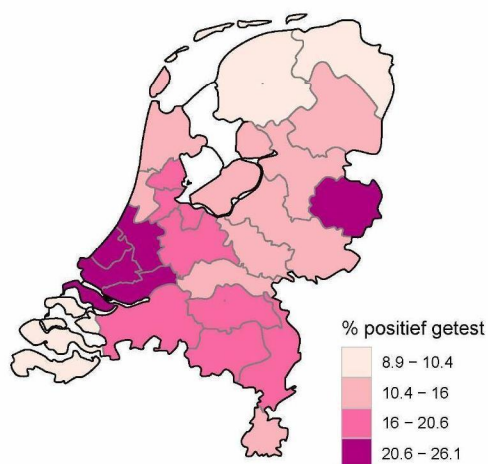 % positief getest
8.9 – 10.4
10.4 – 16
16 – 20.6
20.6 – 26.1